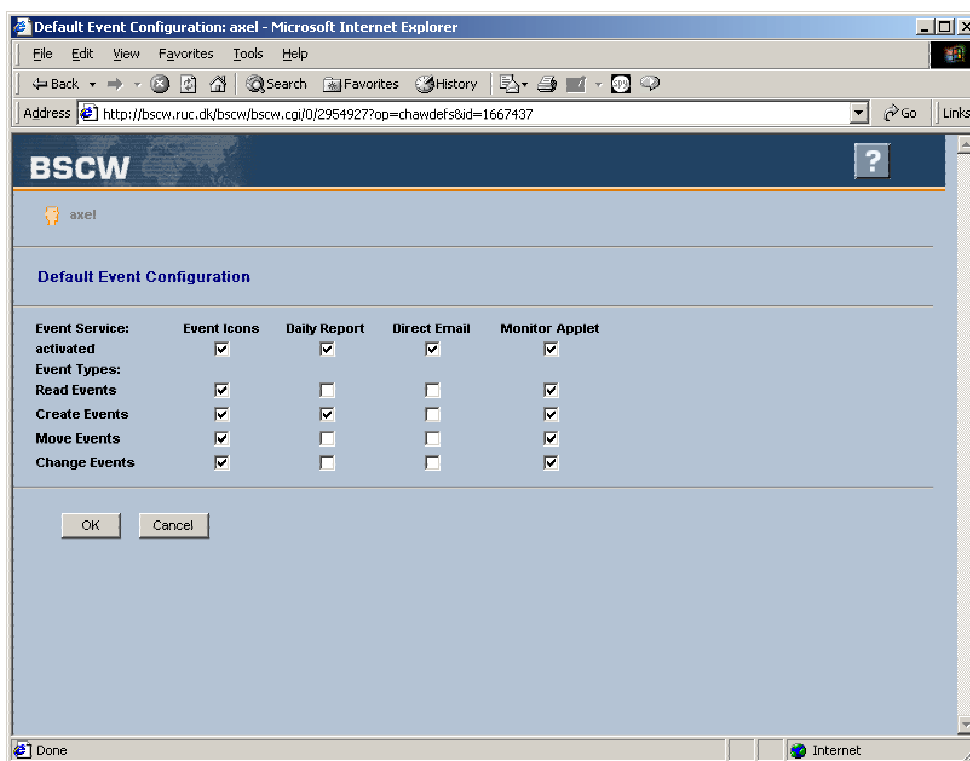 Default Event Configuration: axel - Microsoft Internet Explorer
File Edit View Favorites Tools Help
Back Search Favorites History
Address http://bscw.ruc.dk/bscw/bscw.cgi/0/2954927?op=chawdefs&id=1667437 Go Links
BSCW ?
axel
Default Event Configuration
Event Service: Event Icons Daily Report Direct Email Monitor Applet
activated
Event Types:
Read Events
Create Events
Move Events
Change Events
OK Cancel
Done Internet